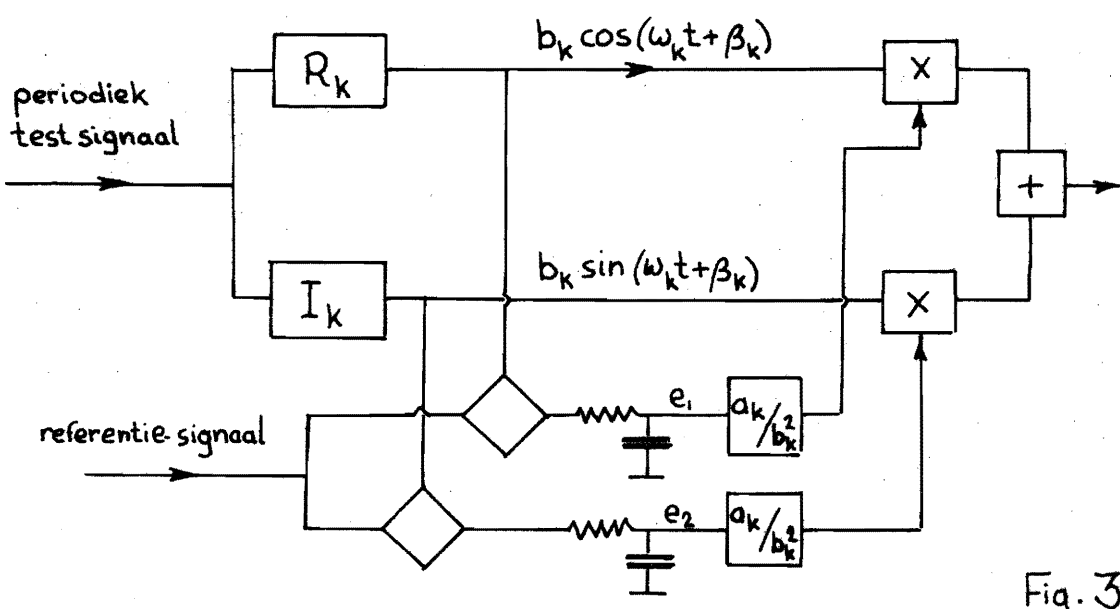 b_k cos(ω_k t+β_k)
R_k
X
periodiek
test signaal
+
b_k sin(ω_k t+β_k)
I_k
X
e_1
a_k/b_k^2
referentie-signaal
e_2
a_k/b_k^2
Fig. 3